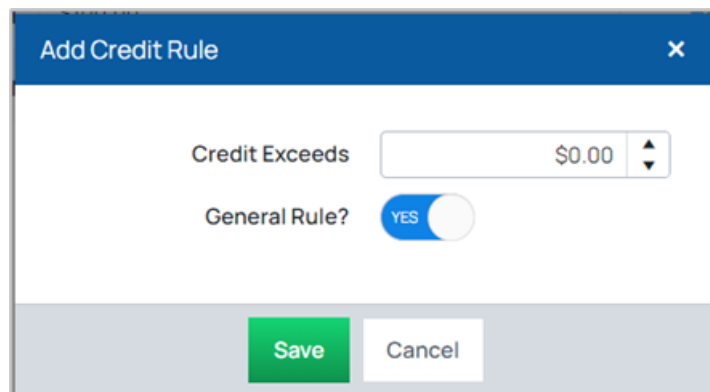 Add Credit Rule ×
Credit Exceeds $0.00
General Rule? YES
Save Cancel